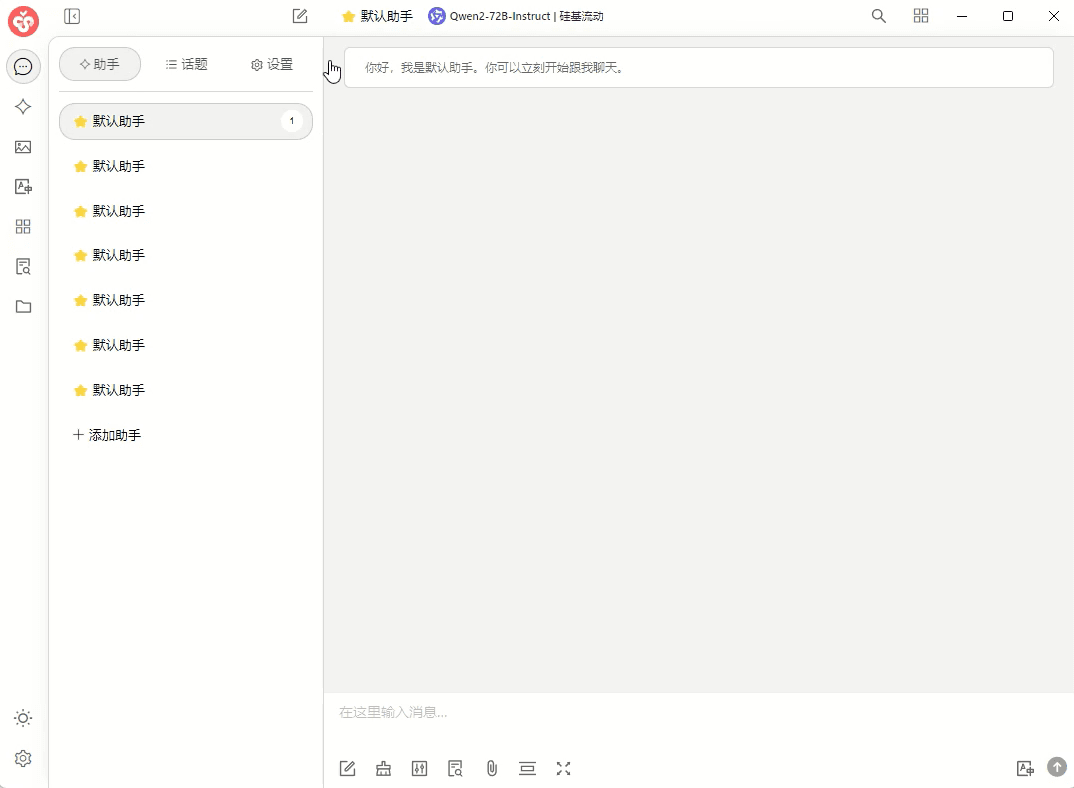 默认助手 Qwen2-72B-Instruct | 硅基流动
助手 话题 设置
默认助手 1
默认助手
默认助手
默认助手
默认助手
默认助手
默认助手
添加助手
你好，我是默认助手。你可以立刻开始跟我聊天。
在这里输入消息...